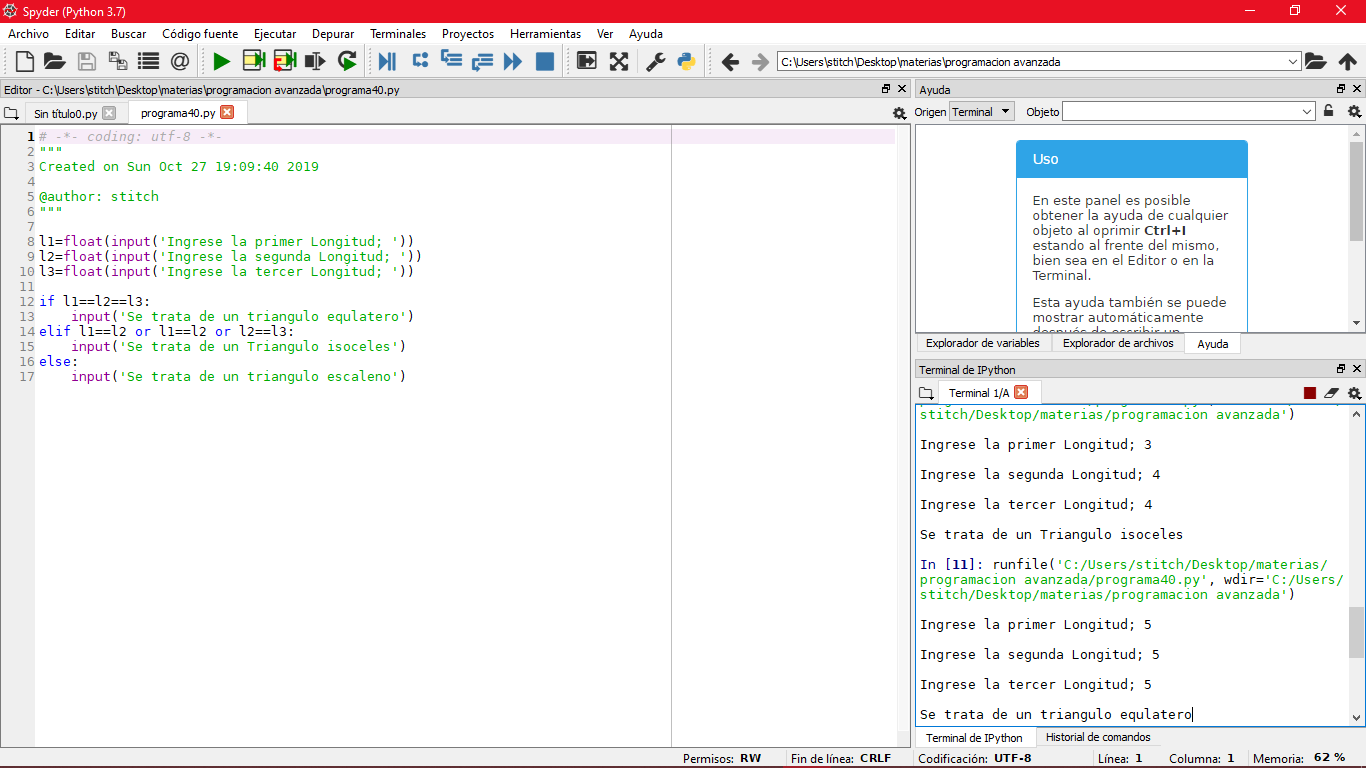 Spyder (Python 3.7)
Archivo Editar Buscar Código fuente Ejecutar Depurar Terminales Proyectos Herramientas Ver Ayuda
C:\Users\stitch\Desktop\materias\programacion avanzada
Editor - C:\Users\stitch\Desktop\materias\programacion avanzada\programa40.py
Sin título0.py programa40.py
1 # -*- coding: utf-8 -*-
2 """
3 Created on Sun Oct 27 19:09:40 2019
4
5 @author: stitch
6 """
7
8 l1=float(input('Ingrese la primer Longitud; '))
9 l2=float(input('Ingrese la segunda Longitud; '))
10 l3=float(input('Ingrese la tercer Longitud; '))
11
12 if l1==l2==l3:
13     input('Se trata de un triangulo equlatero')
14 elif l1==l2 or l1==l2 or l2==l3:
15     input('Se trata de un Triangulo isoceles')
16 else:
17     input('Se trata de un triangulo escaleno')
Ayuda
Origen Terminal Objeto
Uso
En este panel es posible
obtener la ayuda de cualquier
objeto al oprimir Ctrl+I
estando al frente del mismo,
bien sea en el Editor o en la
Terminal.
Esta ayuda también se puede
mostrar automáticamente
después de escribir un
Explorador de variables Explorador de archivos Ayuda
Terminal de IPython
Terminal 1/A
stitch/Desktop/materias/programacion avanzada')
Ingrese la primer Longitud; 3
Ingrese la segunda Longitud; 4
Ingrese la tercer Longitud; 4
Se trata de un Triangulo isoceles
In [11]: runfile('C:/Users/stitch/Desktop/materias/
programacion avanzada/programa40.py', wdir='C:/Users/
stitch/Desktop/materias/programacion avanzada')
Ingrese la primer Longitud; 5
Ingrese la segunda Longitud; 5
Ingrese la tercer Longitud; 5
Se trata de un triangulo equlatero
Terminal de IPython Historial de comandos
Permisos: RW Fin de línea: CRLF Codificación: UTF-8 Línea: 1 Columna: 1 Memoria: 62 %